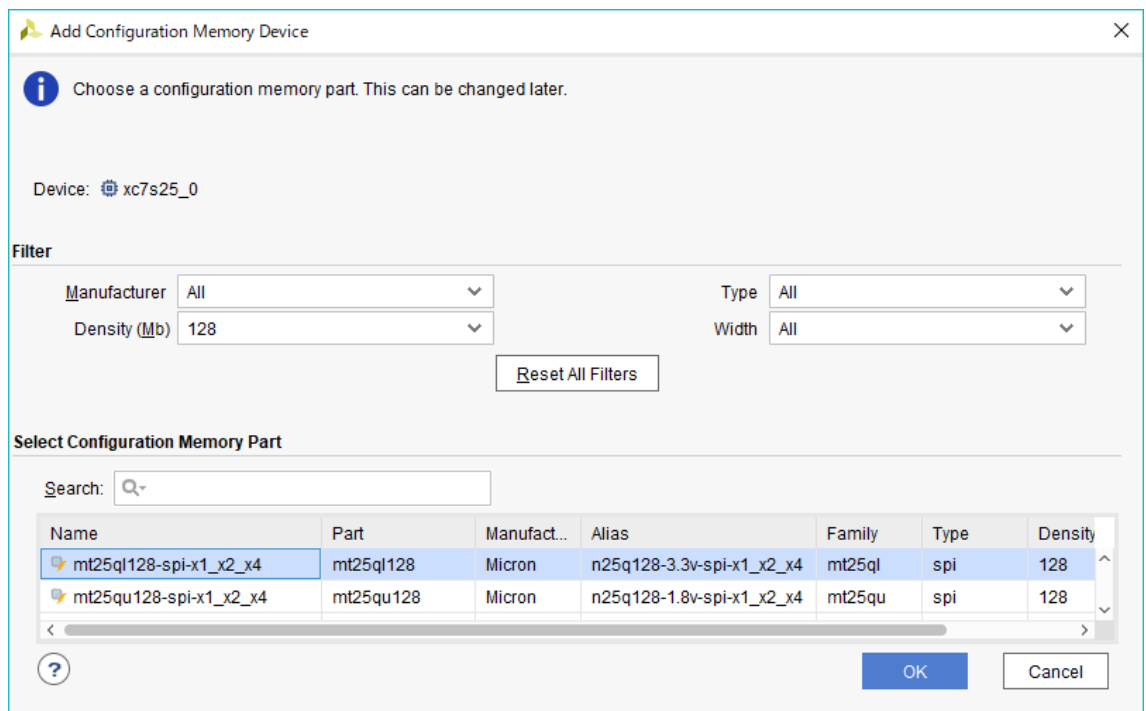 Add Configuration Memory Device
Choose a configuration memory part. This can be changed later.
Device: xc7s25_0
Filter
Manufacturer All Type All
Density (Mb) 128 Width All
Reset All Filters
Select Configuration Memory Part
Search:
Name Part Manufact... Alias Family Type Density
mt25ql128-spi-x1_x2_x4 mt25ql128 Micron n25q128-3.3v-spi-x1_x2_x4 mt25ql spi 128
mt25qu128-spi-x1_x2_x4 mt25qu128 Micron n25q128-1.8v-spi-x1_x2_x4 mt25qu spi 128
? OK Cancel